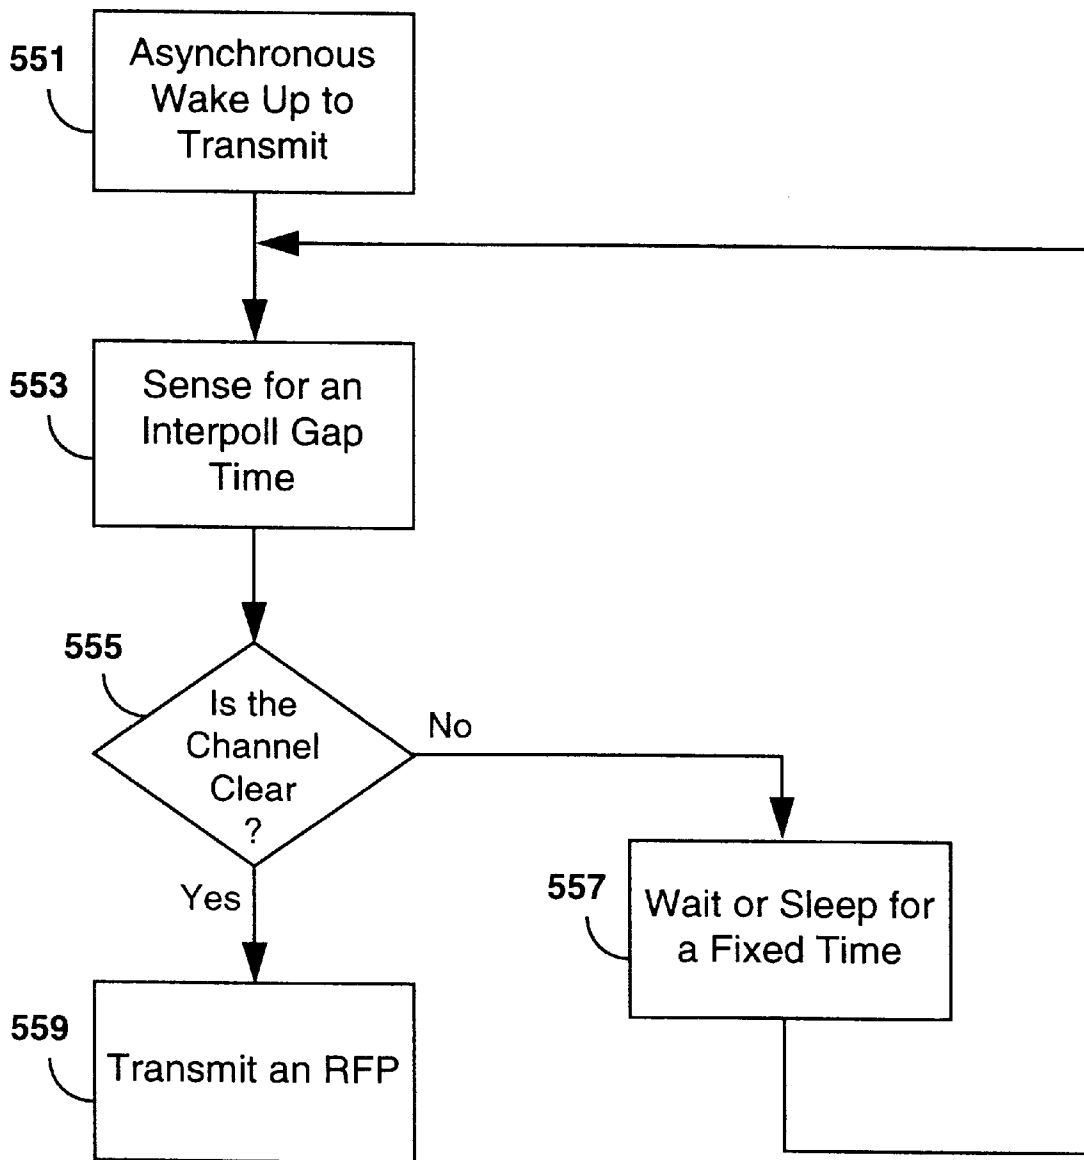 551
Asynchronous
Wake Up to
Transmit
553
Sense for an
Interpoll Gap
Time
555
Is the
Channel
Clear
?
No
Yes
557
Wait or Sleep for
a Fixed Time
559
Transmit an RFP